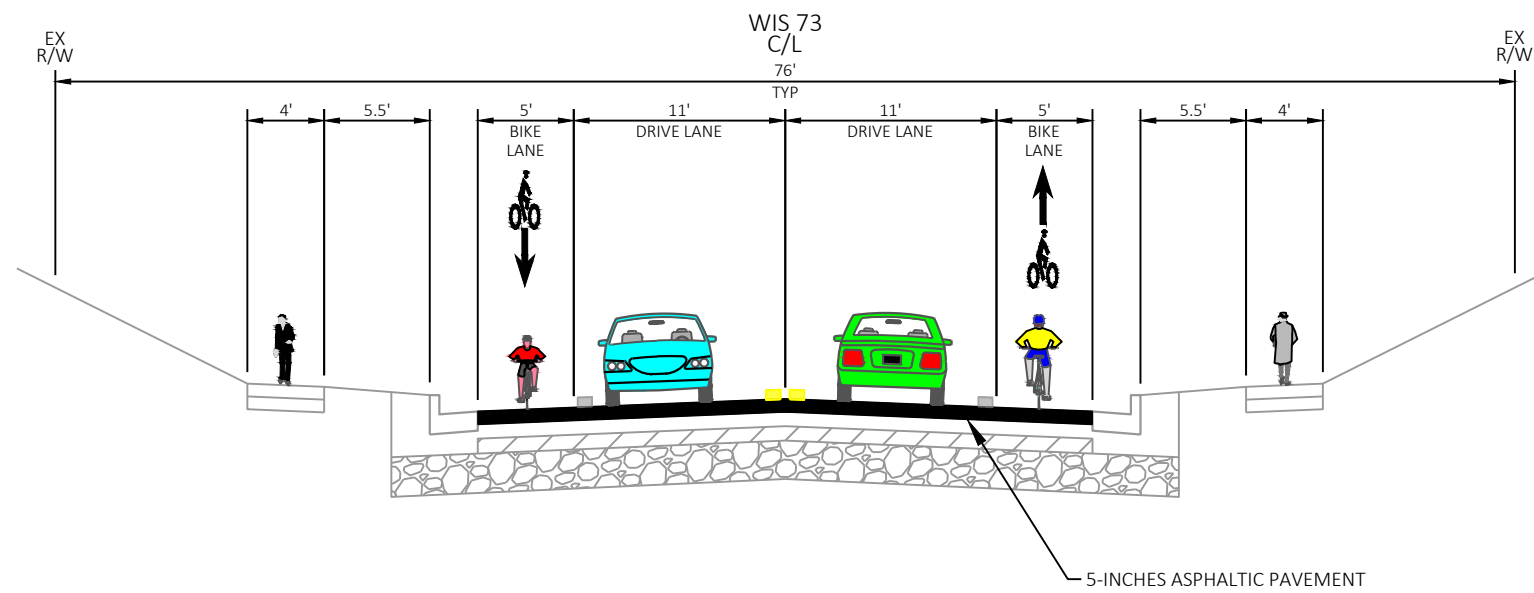 WIS 73
C/L
EX
R/W
EX
R/W
76'
TYP
4'
5.5'
5'
11'
11'
5'
5.5'
4'
BIKE
LANE
DRIVE LANE
DRIVE LANE
BIKE
LANE
5-INCHES ASPHALTIC PAVEMENT